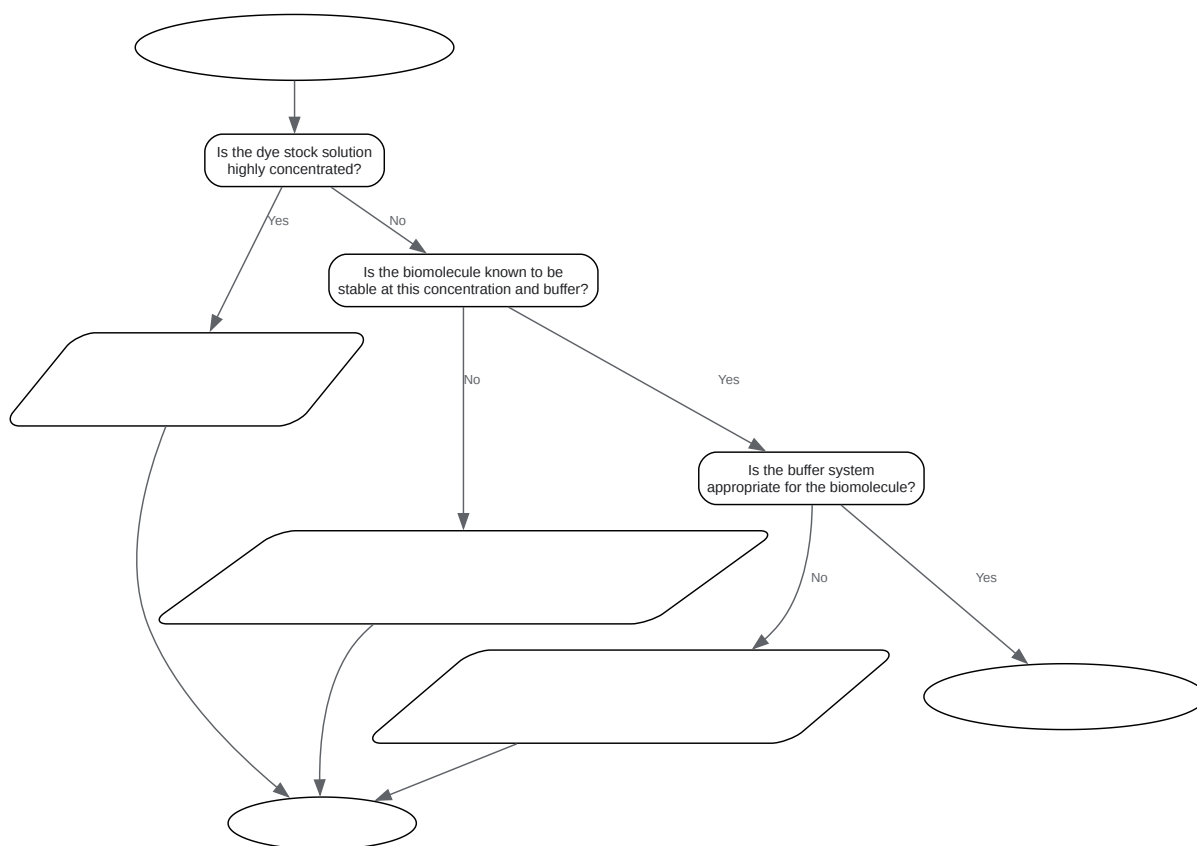 Is the dye stock solution
highly concentrated?
Yes
No
Is the biomolecule known to be
stable at this concentration and buffer?
No
Yes
Is the buffer system
appropriate for the biomolecule?
No
Yes